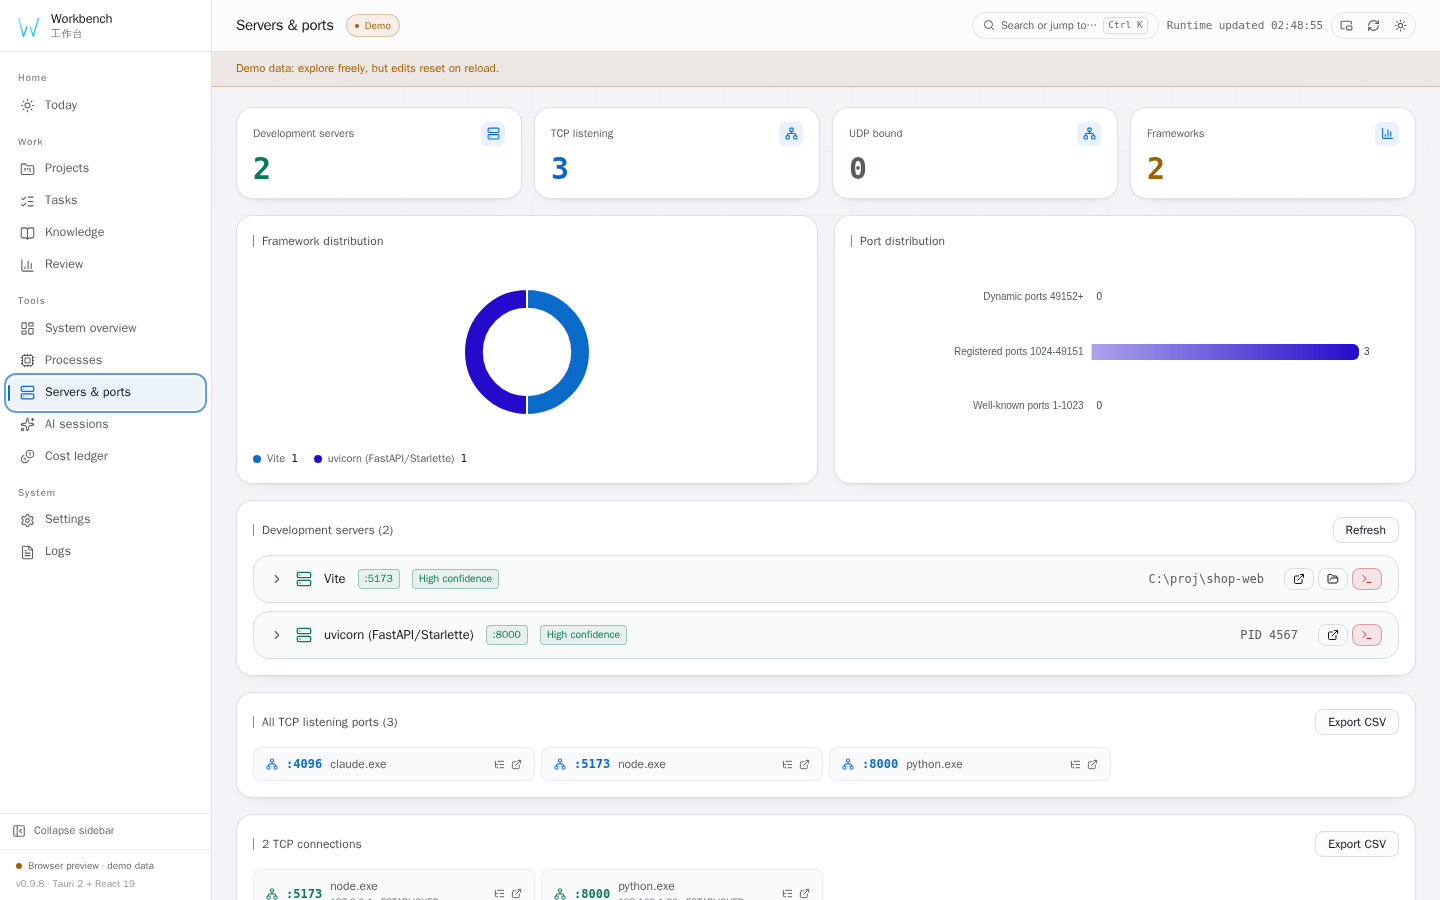 Workbench
工作台
Home
Today
Work
Projects
Tasks
Knowledge
Review
Tools
System overview
Processes
Servers & ports
AI sessions
Cost ledger
System
Settings
Logs
Collapse sidebar
Browser preview · demo data
v0.9.8 · Tauri 2 + React 19
Servers & ports
Demo
Search or jump to···
Ctrl K
Runtime updated 02:48:55
Demo data: explore freely, but edits reset on reload.
Development servers
2
TCP listening
3
UDP bound
0
Frameworks
2
Framework distribution
Vite 1
uvicorn (FastAPI/Starlette) 1
Port distribution
Dynamic ports 49152+ 0
Registered ports 1024-49151 3
Well-known ports 1-1023 0
Development servers (2)
Refresh
Vite :5173 High confidence C:\proj\shop-web
uvicorn (FastAPI/Starlette) :8000 High confidence PID 4567
All TCP listening ports (3)
Export CSV
:4096 claude.exe
:5173 node.exe
:8000 python.exe
2 TCP connections
Export CSV
:5173 node.exe
:8000 python.exe